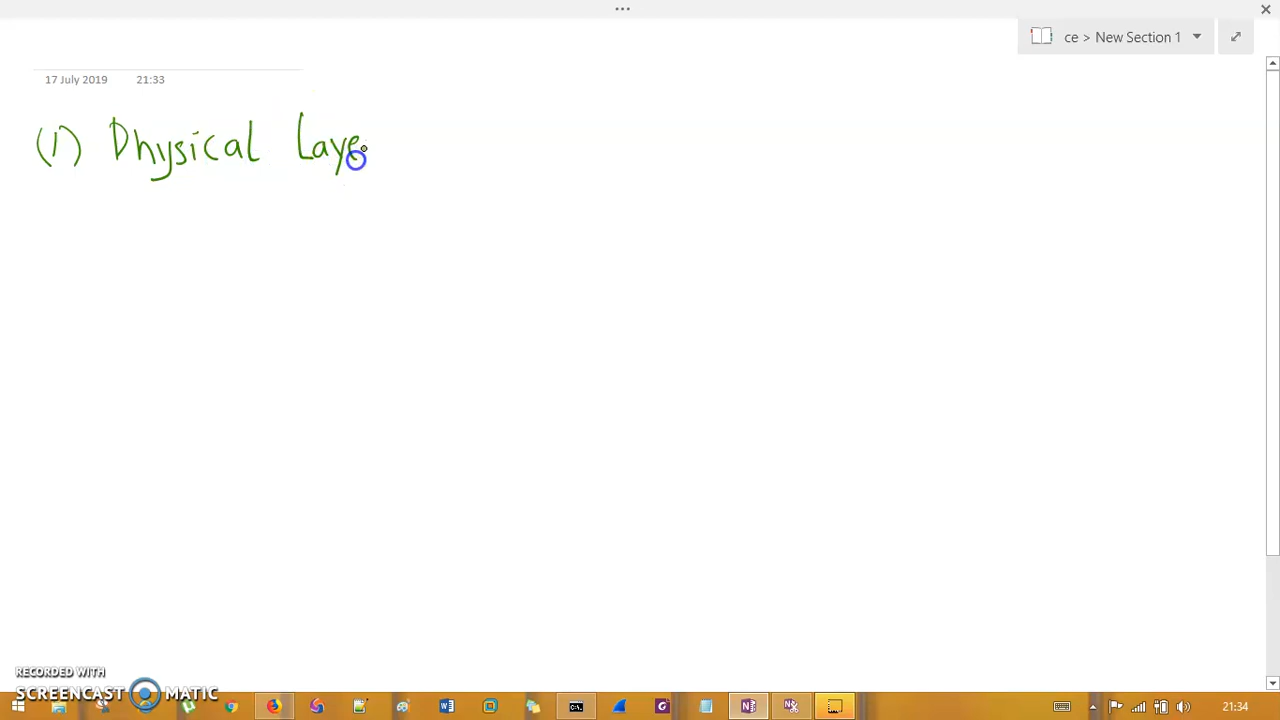 ce > New Section 1
17 July 2019 21:33
(1) Physical Laye
RECORDED WITH
SCREENCAST MATIC
21:34